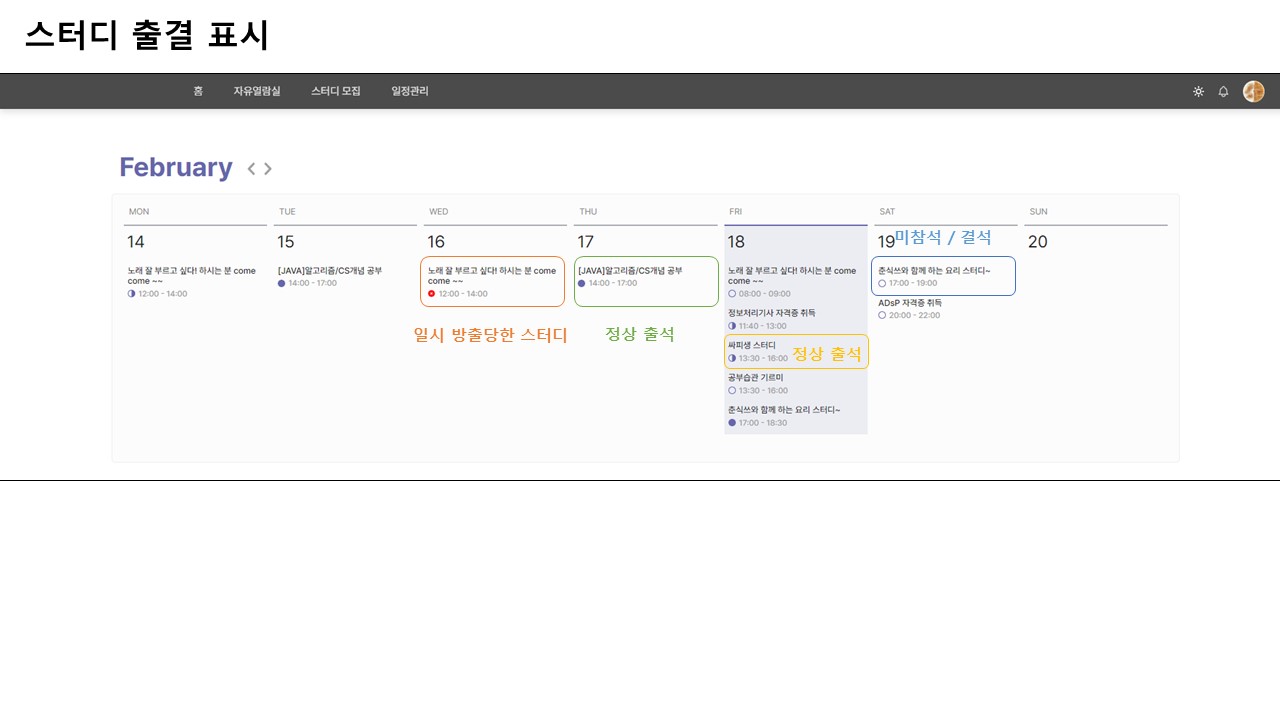 스터디 출결 표시
홈 자유열람실 스터디 모집 일정관리
February
MON TUE WED THU FRI SAT SUN
14 15 16 17 18 19 20
미참석 / 결석
노래 잘 부르고 싶다! 하시는 분 come
come ~~
12:00 - 14:00
[JAVA]알고리즘/CS개념 공부
14:00 - 17:00
노래 잘 부르고 싶다! 하시는 분 come
come ~~
12:00 - 14:00
일시 방출당한 스터디
[JAVA]알고리즘/CS개념 공부
14:00 - 17:00
정상 출석
노래 잘 부르고 싶다! 하시는 분 come
come ~~
08:00 - 09:00
정보처리기사 자격증 취득
11:40 - 13:00
싸피생 스터디
13:30 - 16:00
정상 출석
공부습관 기르미
13:30 - 16:00
춘식쓰와 함께 하는 요리 스터디~
17:00 - 18:30
춘식쓰와 함께 하는 요리 스터디~
17:00 - 19:00
ADsP 자격증 취득
20:00 - 22:00